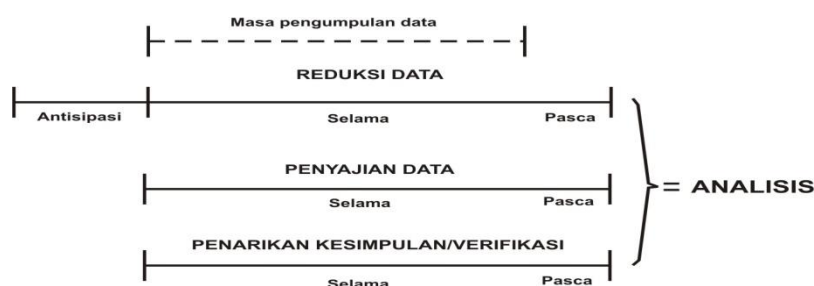 Masa pengumpulan data
REDUKSI DATA
Antisipasi Selama Pasca
PENYAJIAN DATA
Selama Pasca
= ANALISIS
PENARIKAN KESIMPULAN/VERIFIKASI
Selama Pasca